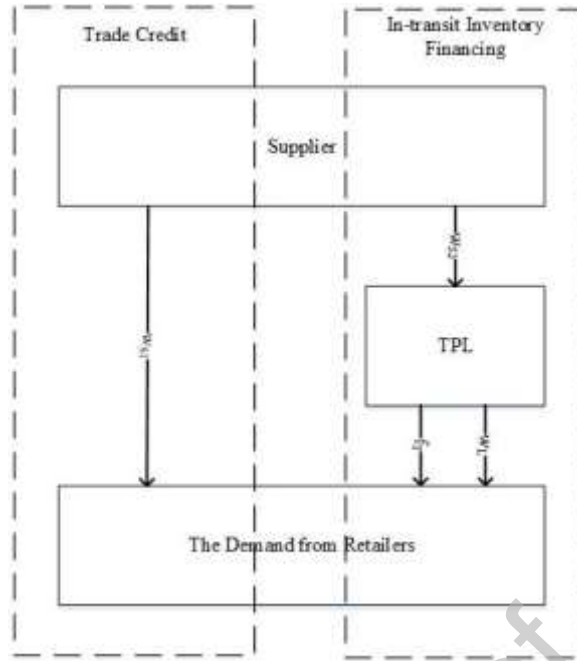 Trade Credit
In-transit Inventory
Financing
Supplier
TPL
The Demand from Retailers